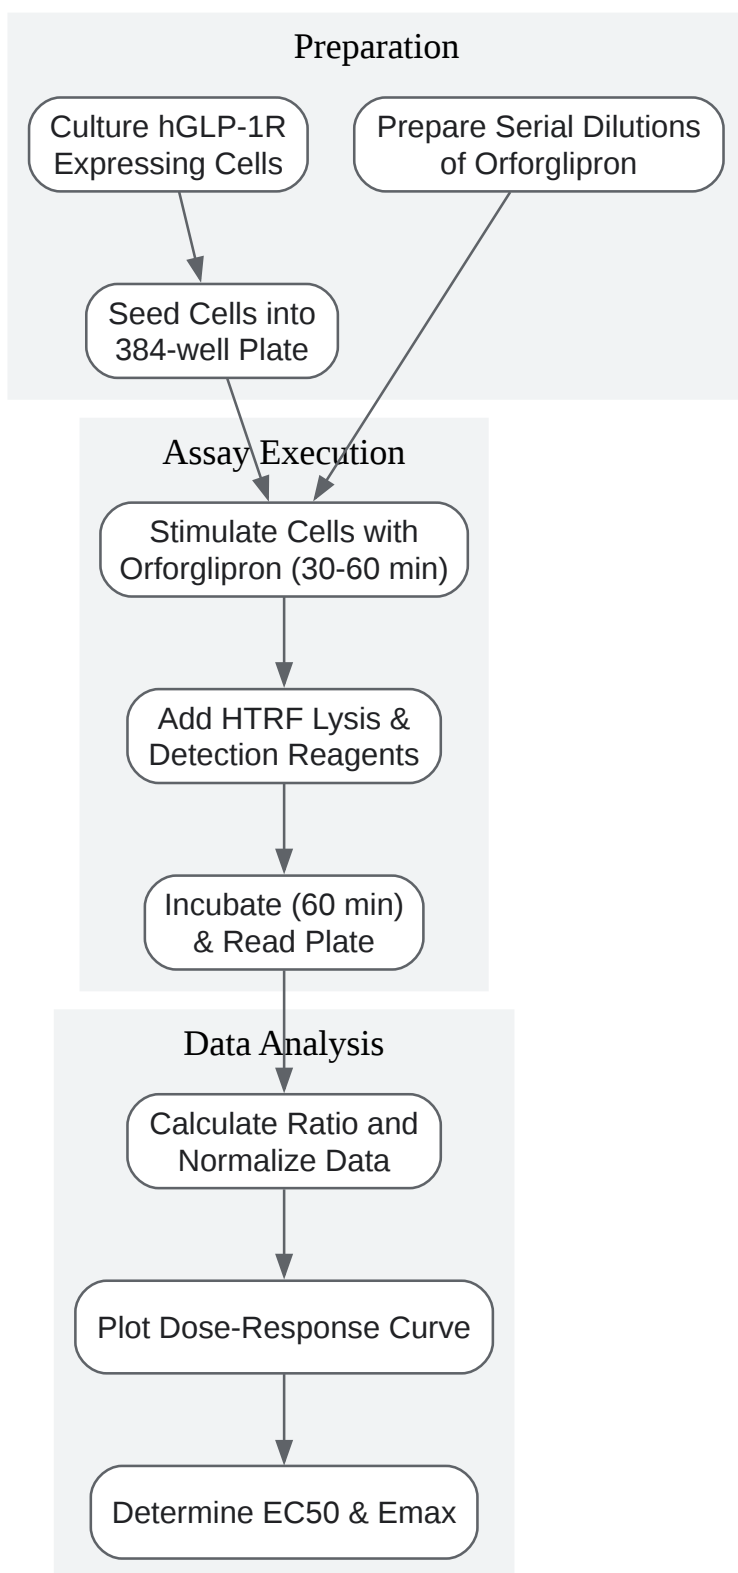 Preparation
Culture hGLP-1R
Expressing Cells
Prepare Serial Dilutions
of Orforglipron
Seed Cells into
384-well Plate
Assay Execution
Stimulate Cells with
Orforglipron (30-60 min)
Add HTRF Lysis &
Detection Reagents
Incubate (60 min)
& Read Plate
Data Analysis
Calculate Ratio and
Normalize Data
Plot Dose-Response Curve
Determine EC50 & Emax